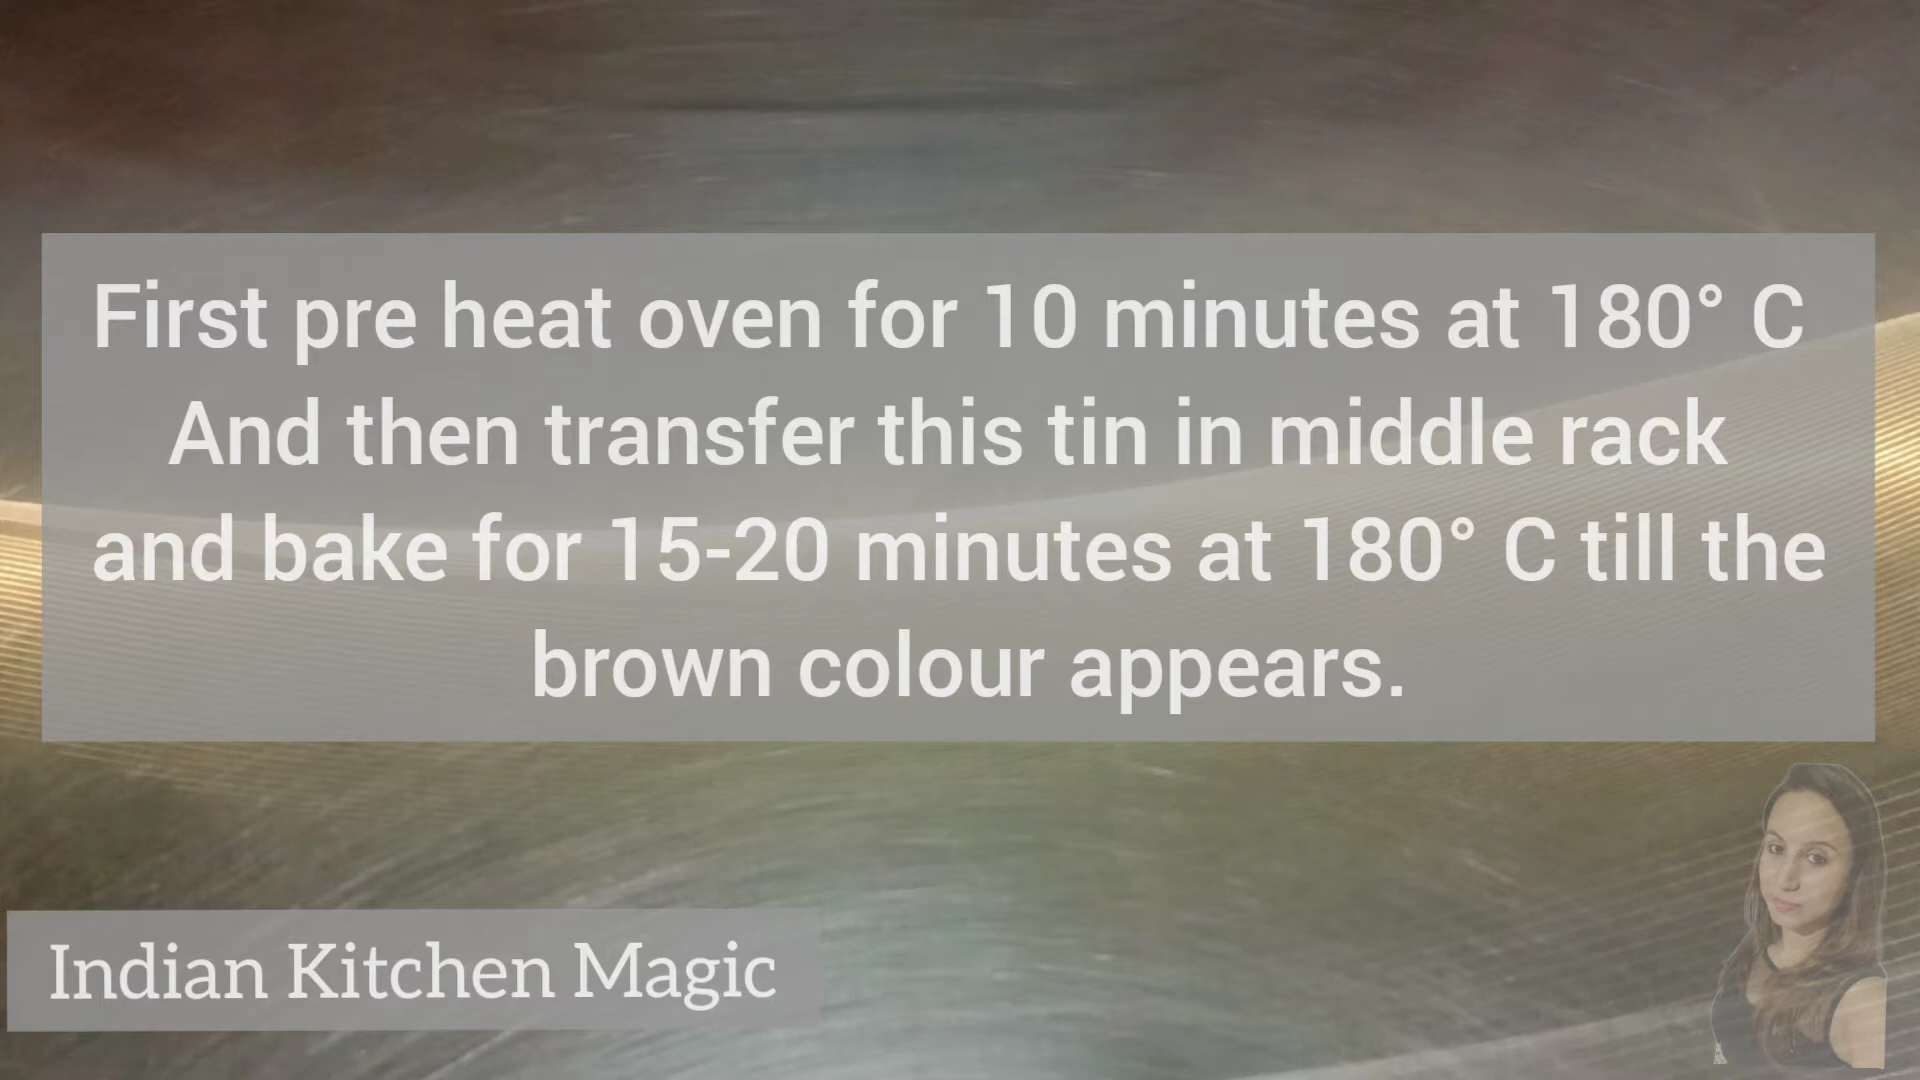 First pre heat oven for 10 minutes at 180° C
And then transfer this tin in middle rack
and bake for 15-20 minutes at 180° C till the
brown colour appears.
Indian Kitchen Magic